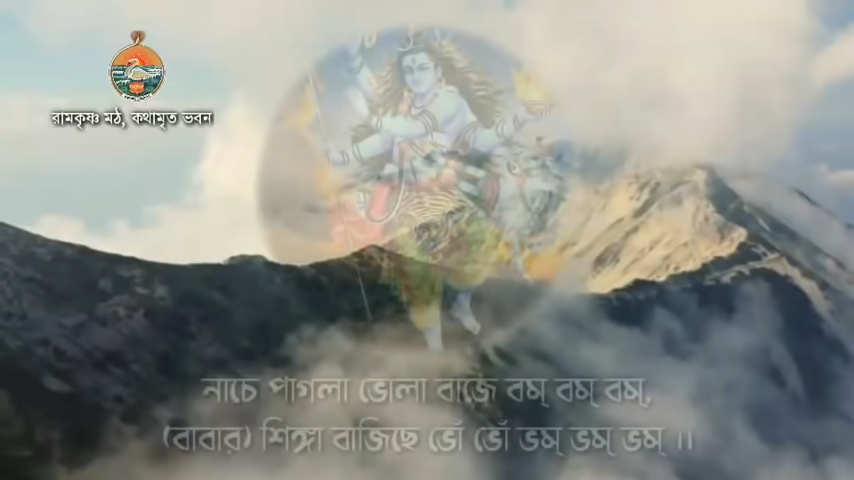 রামকৃষ্ণ মঠ, কথামৃত ভবন
নাচে পাগলা ভোলা বাজে বম্ বম্ বম্,
(বাবার) শিঙ্গা বাজিছে ভোঁ ভোঁ ভম্ ভম্ ভম্ ।।